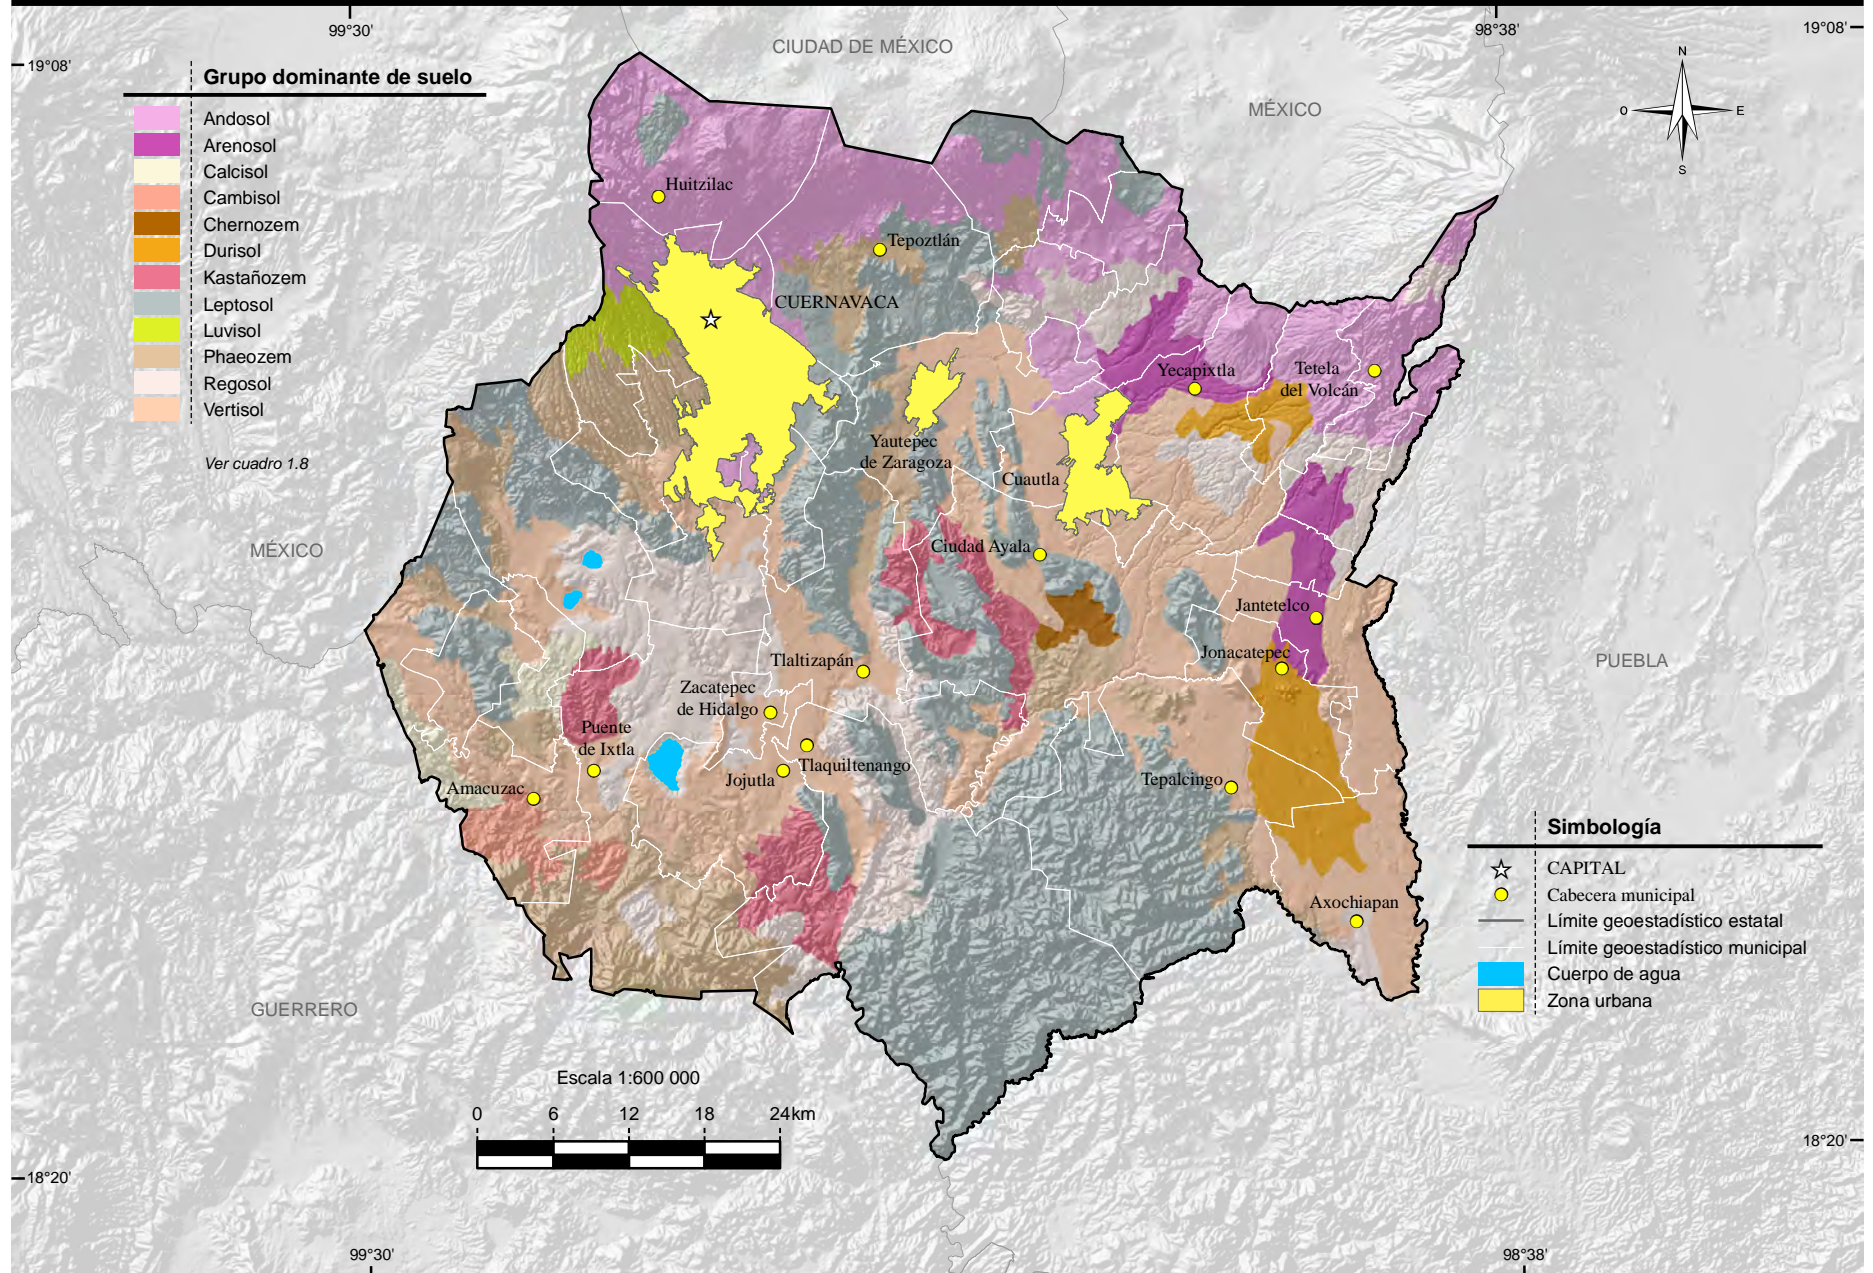 99°30'
98°38'
19°08'
19°08'
CIUDAD DE MÉXICO
MÉXICO
N
O
E
S
Grupo dominante de suelo
Andosol
Arenosol
Calcisol
Cambisol
Chernozem
Durisol
Kastañozem
Leptosol
Luvisol
Phaeozem
Regosol
Vertisol
Ver cuadro 1.8
Huitzilac
Tepoztlán
CUERNAVACA
Yecapixtla
Tetela
del Volcán
Yautepec
de Zaragoza
Cuautla
MÉXICO
Ciudad Ayala
Jantetelco
Jonacatepec
PUEBLA
Tlaltizapán
Zacatepec
de Hidalgo
Puente
de Ixtla
Jojutla
Tlaquiltenango
Amacuzac
Tepalcingo
Axochiapan
GUERRERO
Simbología
CAPITAL
Cabecera municipal
Límite geoestadístico estatal
Límite geoestadístico municipal
Cuerpo de agua
Zona urbana
Escala 1:600 000
0 6 12 18 24 km
18°20'
18°20'
99°30'
98°38'